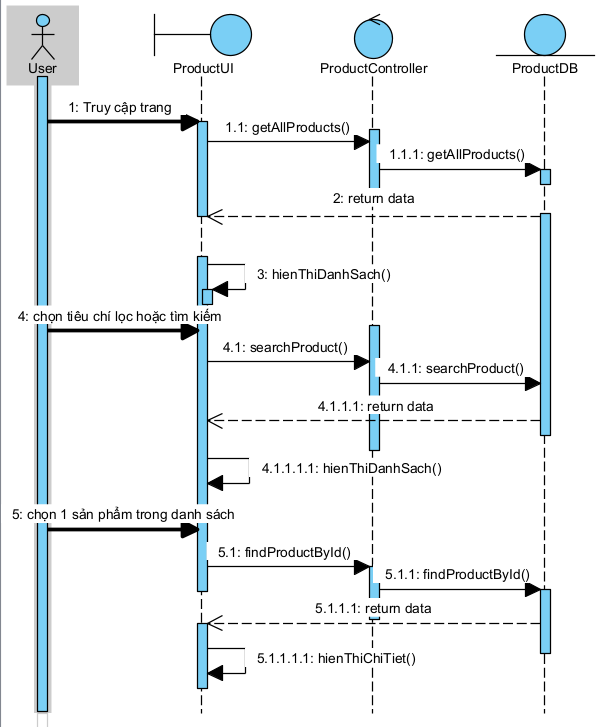 User
ProductUI
ProductController
ProductDB
1: Truy cập trang
1.1: getAllProducts()
1.1.1: getAllProducts()
2: return data
3: hienThiDanhSach()
4: chọn tiêu chí lọc hoặc tìm kiếm
4.1: searchProduct()
4.1.1: searchProduct()
4.1.1.1: return data
4.1.1.1.1: hienThiDanhSach()
5: chọn 1 sản phẩm trong danh sách
5.1: findProductById()
5.1.1: findProductById()
5.1.1.1: return data
5.1.1.1.1: hienThiChiTiet()